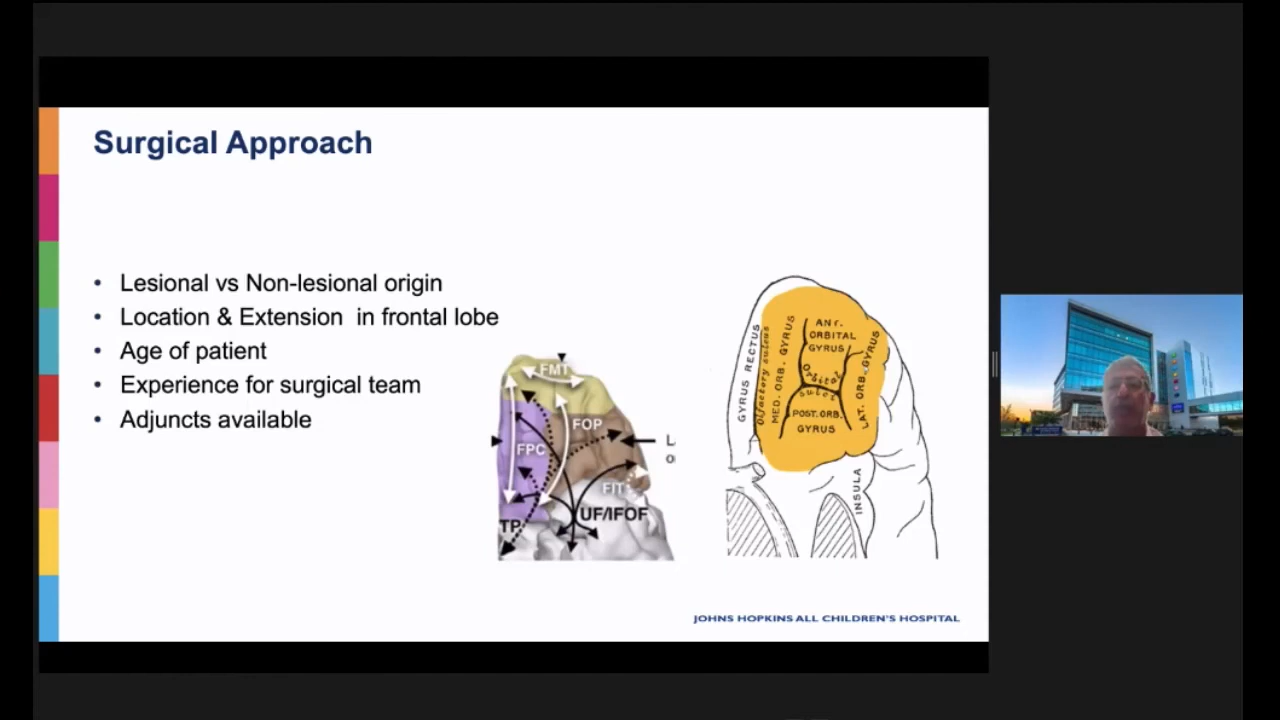 Surgical Approach
• Lesional vs Non-lesional origin
• Location & Extension in frontal lobe
• Age of patient
• Experience for surgical team
• Adjuncts available
FMT
FOP
FPC
FIT
TP
UF/IFOF
GYRUS RECTUS
Olfactory sulcus
MED. ORB. GYRUS
ANT.
ORBITAL
GYRUS
Orbital
sulci
POST. ORB.
GYRUS
LAT. ORB. GYRUS
INSULA
JOHNS HOPKINS ALL CHILDREN'S HOSPITAL